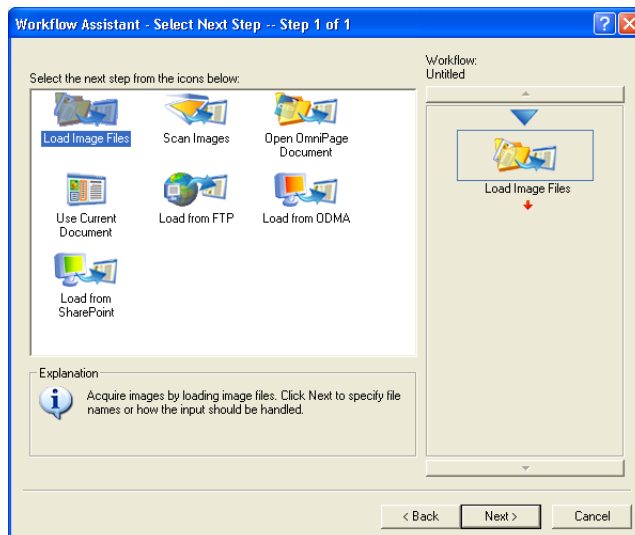 Workflow Assistant - Select Next Step -- Step 1 of 1
Select the next step from the icons below:
Load Image Files
Scan Images
Open OmniPage
Document
Use Current
Document
Load from FTP
Load from ODMA
Load from
SharePoint
Explanation
Acquire images by loading image files. Click Next to specify file
names or how the input should be handled.
Workflow:
Untitled
Load Image Files
< Back
Next >
Cancel